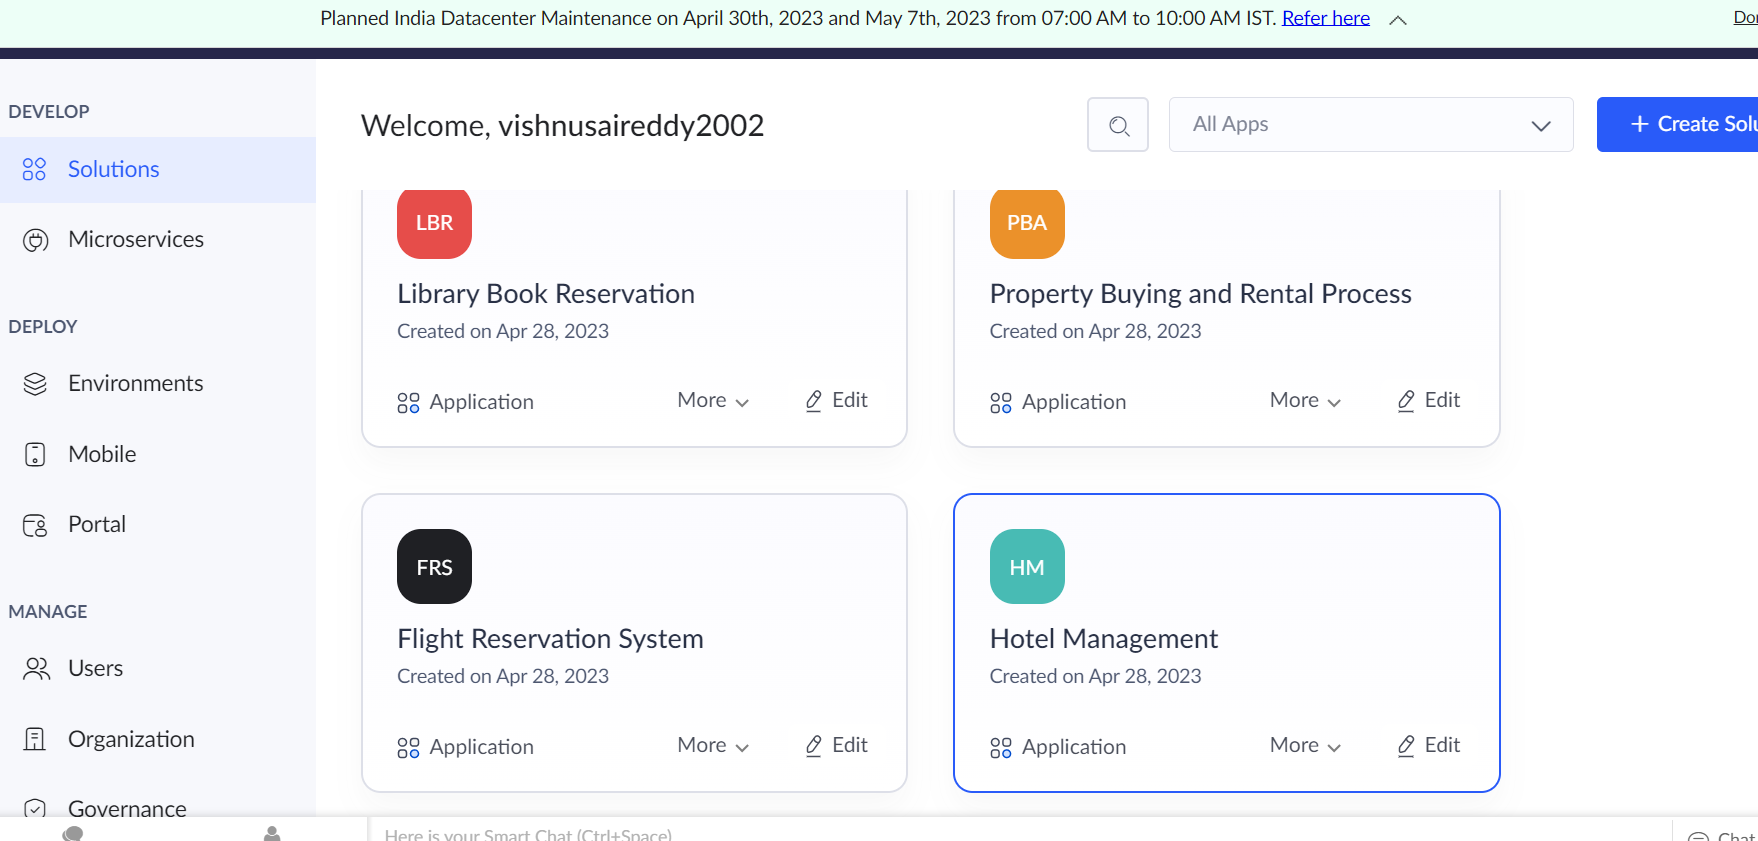 Planned India Datacenter Maintenance on April 30th, 2023 and May 7th, 2023 from 07:00 AM to 10:00 AM IST. Refer here
DEVELOP
Solutions
Microservices
DEPLOY
Environments
Mobile
Portal
MANAGE
Users
Organization
Governance
Welcome, vishnusaireddy2002
All Apps
+ Create
LBR
Library Book Reservation
Created on Apr 28, 2023
Application
More
Edit
PBA
Property Buying and Rental Process
Created on Apr 28, 2023
Application
More
Edit
FRS
Flight Reservation System
Created on Apr 28, 2023
Application
More
Edit
HM
Hotel Management
Created on Apr 28, 2023
Application
More
Edit
Here is your Smart Chat (Ctrl+Space)
Chat